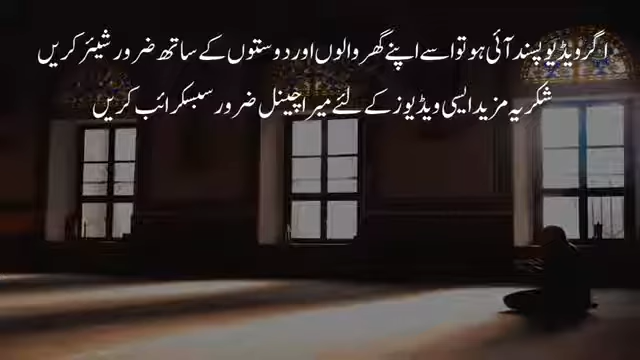 اگر ویڈیو پسند آئی ہو تو اسے اپنے گھر والوں اور دوستوں کے ساتھ ضرور شیئر کریں
شکریہ مزید ایسی ویڈیوز کے لئے میرا چینل ضرور سبسکرائب کریں